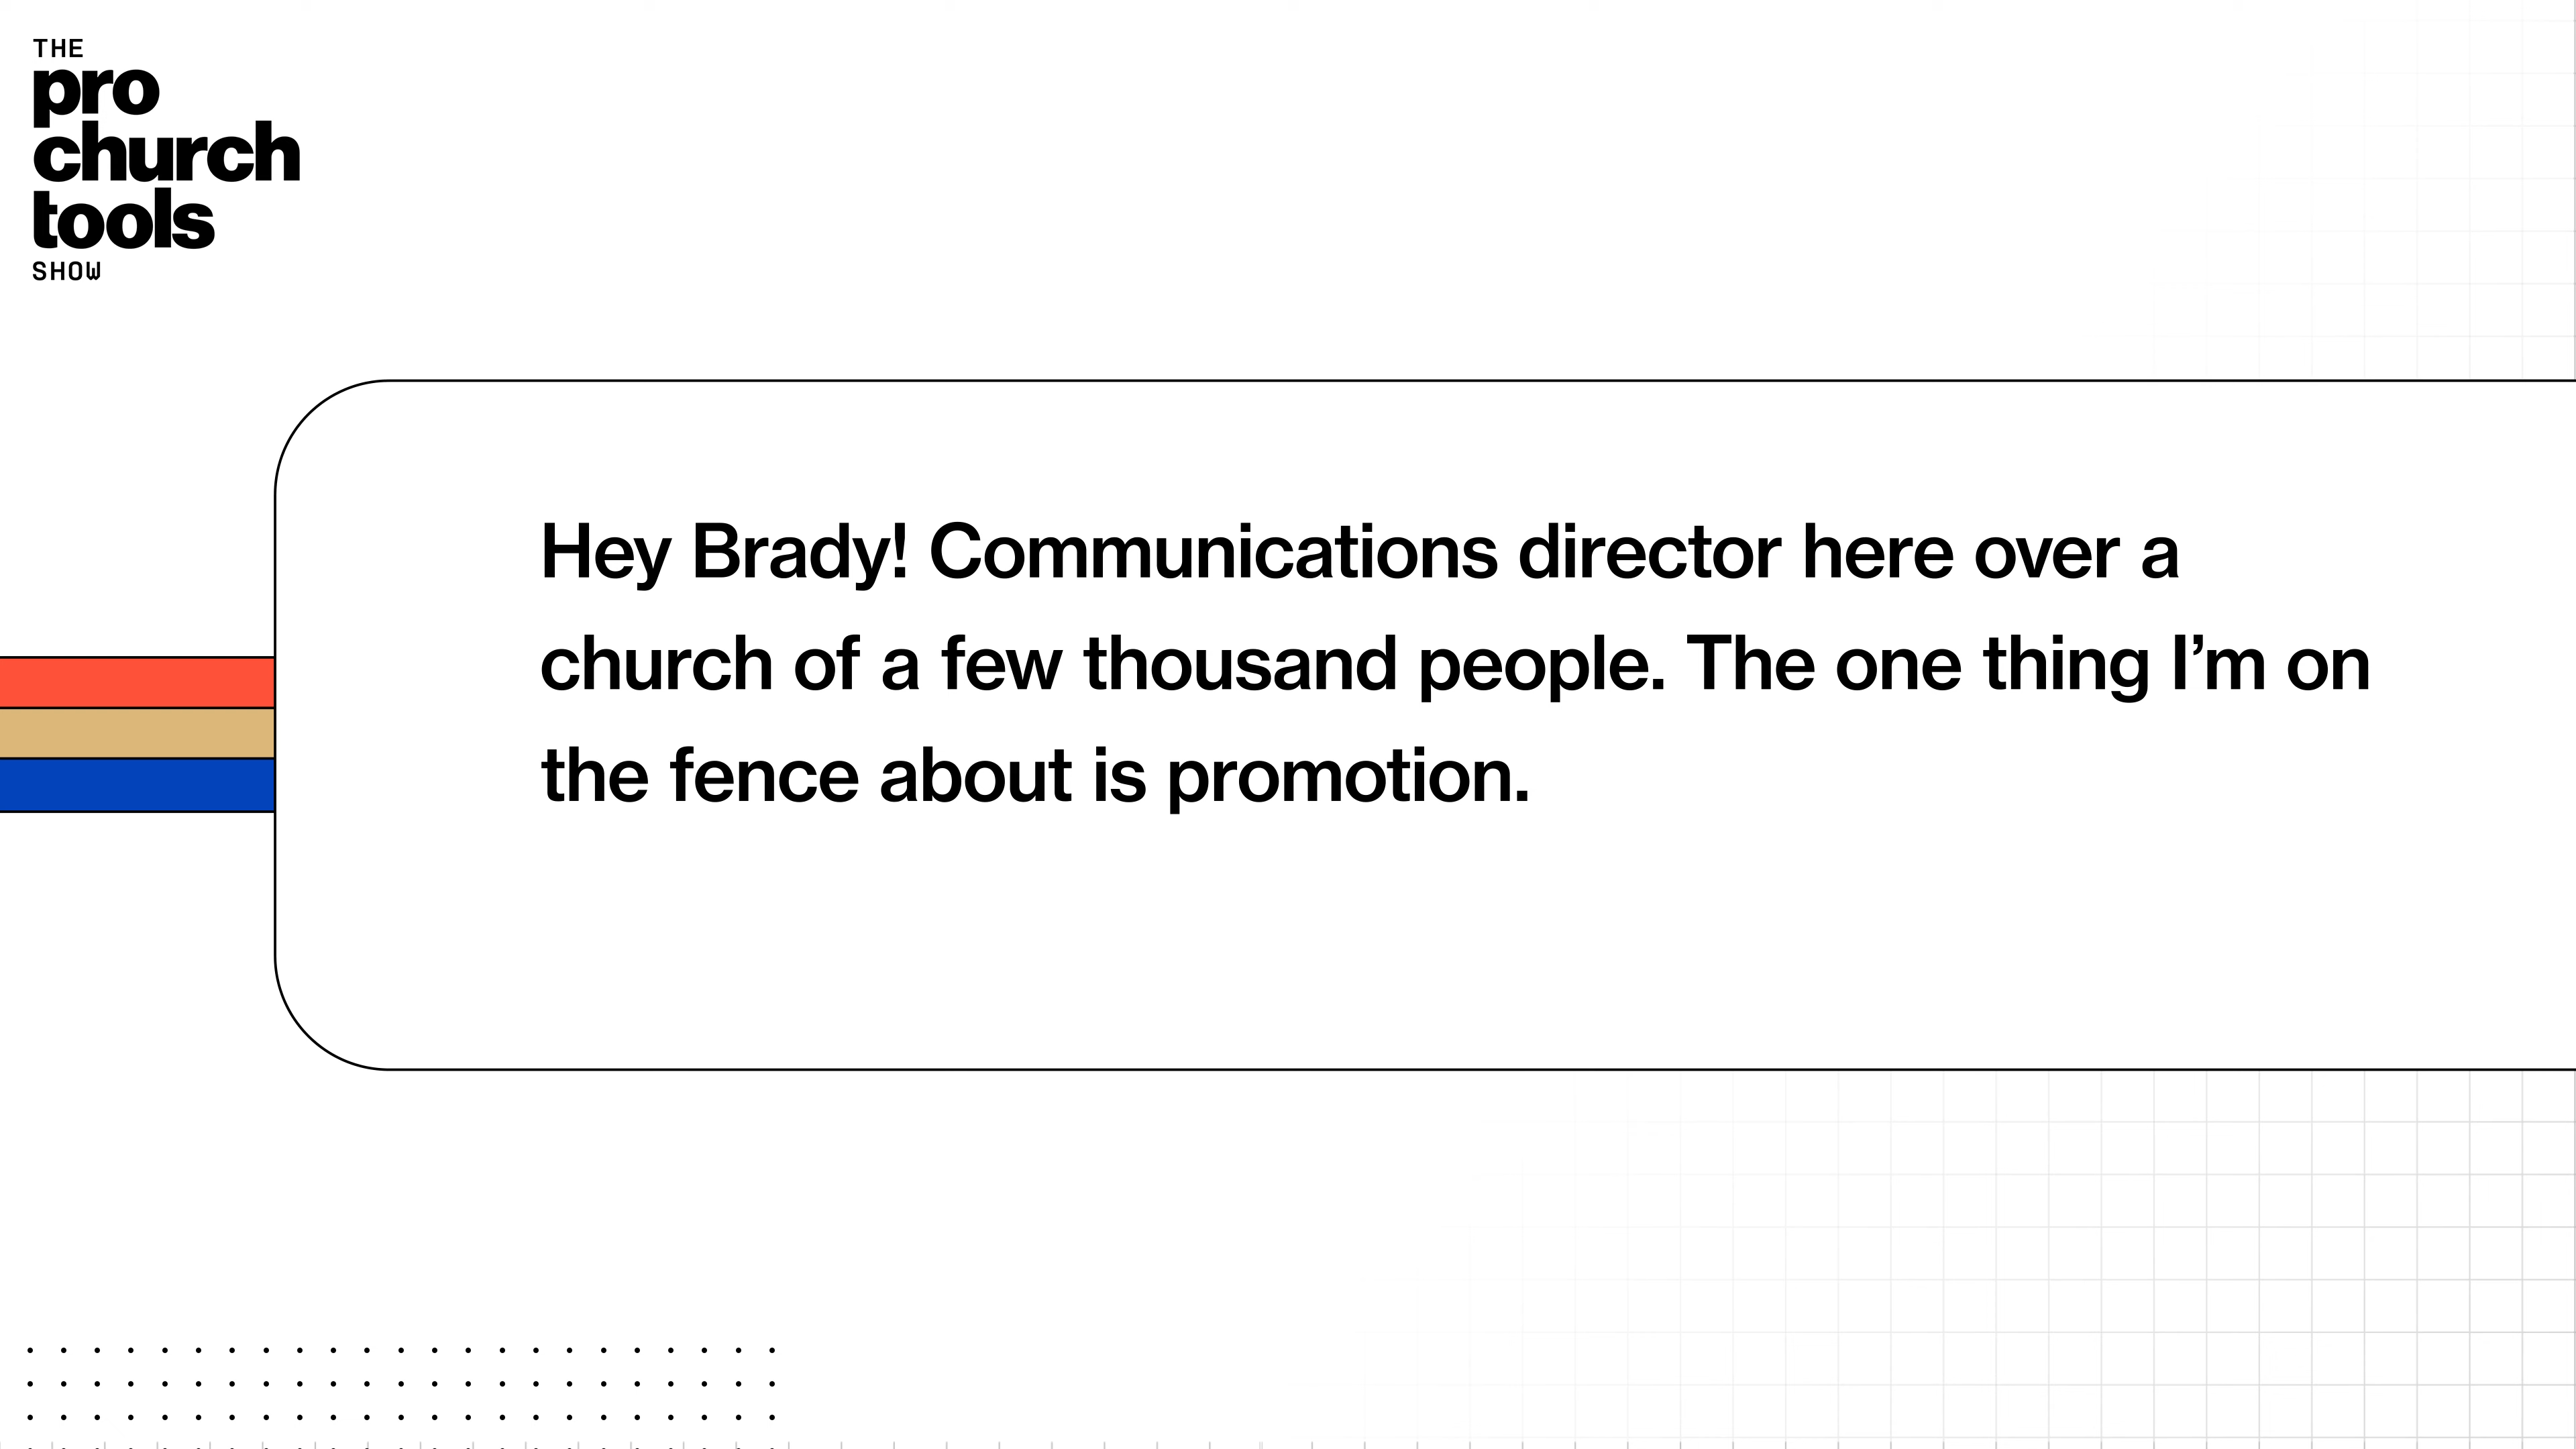 THE
pro
church
tools
SHOW
Hey Brady! Communications director here over a
church of a few thousand people. The one thing I’m on
the fence about is promotion.